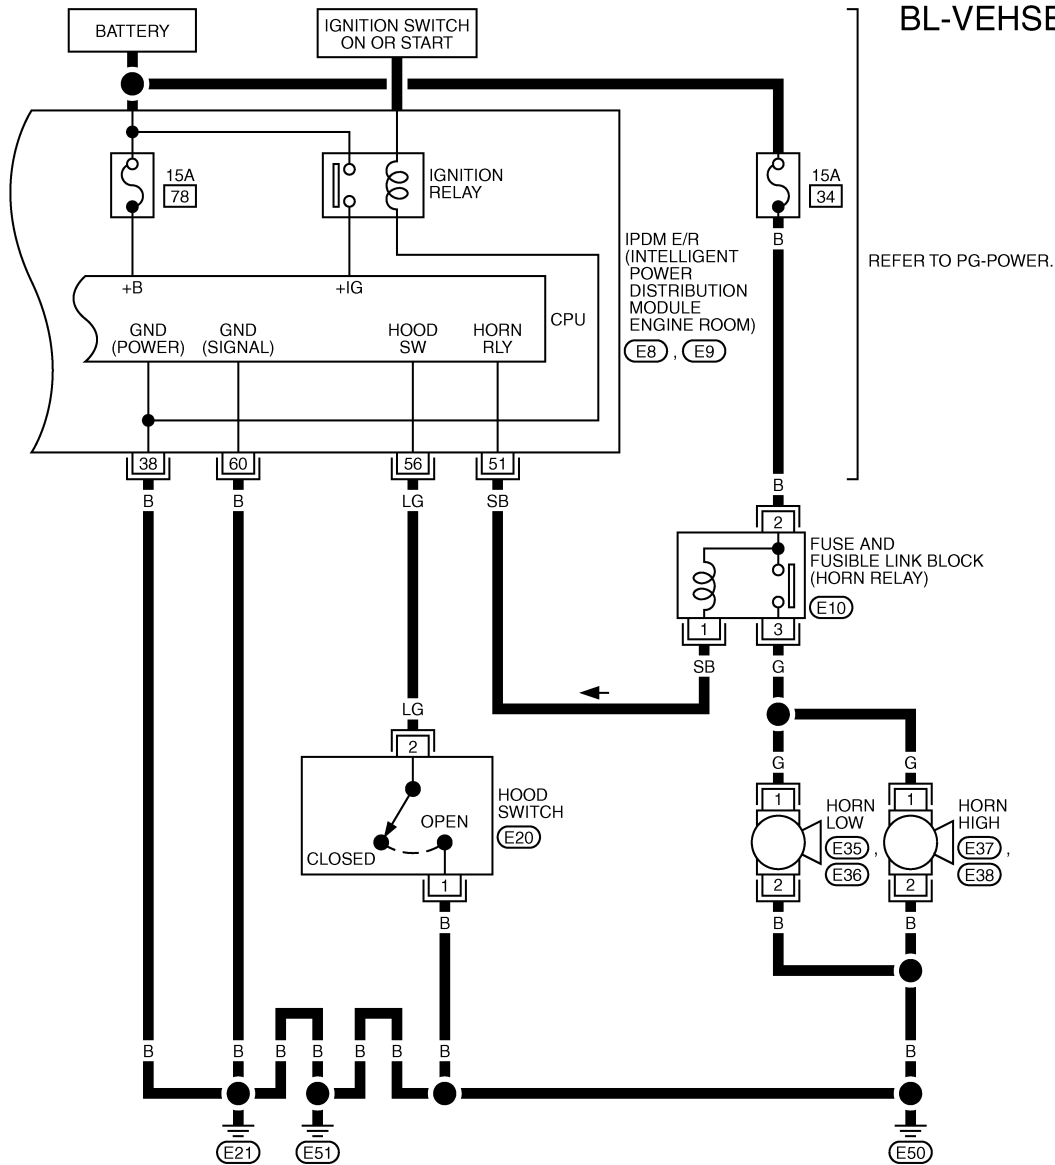 BL-VEHSE
BATTERY
IGNITION SWITCH
ON OR START
15A
78
IGNITION
RELAY
15A
34
B
REFER TO PG-POWER.
IPDM E/R
(INTELLIGENT
POWER
DISTRIBUTION
MODULE
ENGINE ROOM)
E8 , E9
+B
+IG
CPU
GND
(POWER)
GND
(SIGNAL)
HOOD
SW
HORN
RLY
38
60
56
51
B
B
LG
SB
B
2
FUSE AND
FUSIBLE LINK BLOCK
(HORN RELAY)
E10
1
3
SB
G
LG
2
HOOD
SWITCH
E20
OPEN
CLOSED
1
B
G
G
1
1
HORN
LOW
E35 ,
E36
HORN
HIGH
E37 ,
E38
2
2
B
B
B
B
B
B
B
B
B
B
E21
E51
E50